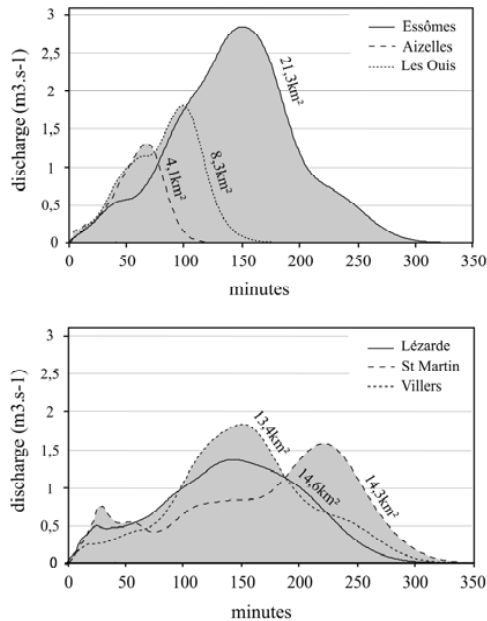 discharge (m3.s-1)
3
2,5
2
1,5
1
0,5
0
Essômes
Aizelles
Les Ouis
21,3km²
8,3km²
4,1km²
0 50 100 150 200 250 300 350
minutes
discharge (m3.s-1)
3
2,5
2
1,5
1
0,5
0
Lézarde
St Martin
Villers
13,4km²
14,6km²
14,3km²
0 50 100 150 200 250 300 350
minutes